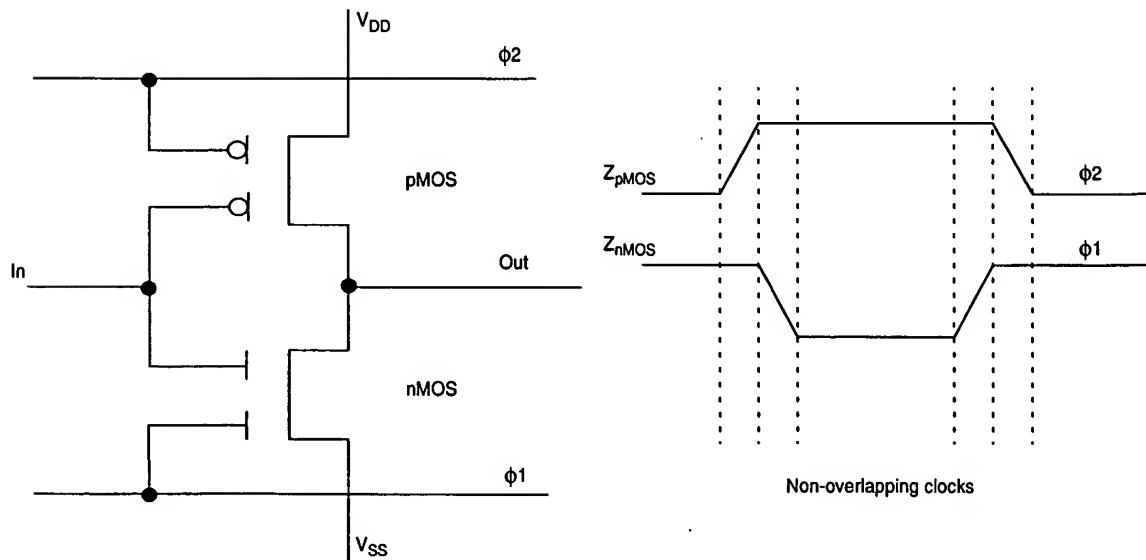 V_DD
ϕ2
pMOS
In
Out
nMOS
ϕ1
V_SS
Z_pMOS
ϕ2
Z_nMOS
ϕ1
Non-overlapping clocks